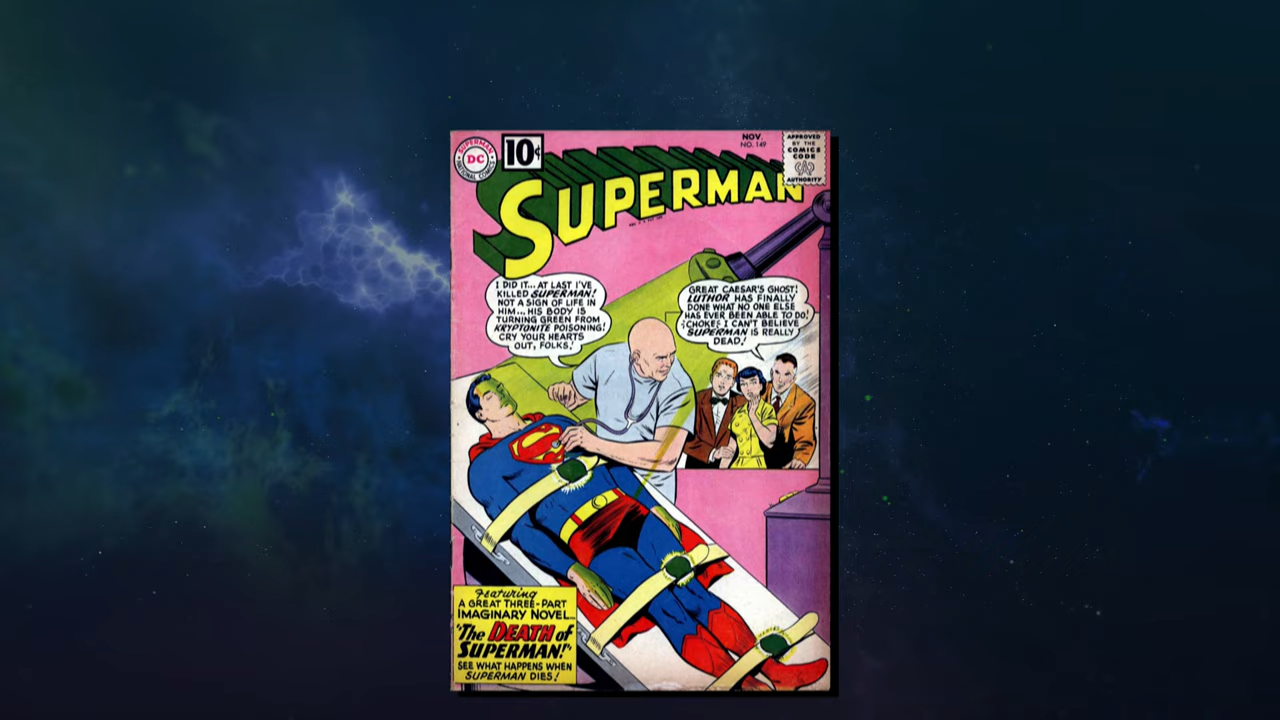 SUPERMAN
DC
NATIONAL COMICS
10¢
NOV.
NO. 149
APPROVED
BY THE
COMICS
CODE
CA
AUTHORITY
SUPERMAN
I DID IT... AT LAST I'VE
KILLED SUPERMAN!
NOT A SIGN OF LIFE IN
HIM... HIS BODY IS
TURNING GREEN FROM
KRYPTONITE POISONING!
CRY YOUR HEARTS
OUT, FOLKS!
GREAT CAESAR'S GHOST!
LUTHOR HAS FINALLY
DONE WHAT NO ONE ELSE
HAS EVER BEEN ABLE TO DO!
:CHOKE: I CAN'T BELIEVE
SUPERMAN IS REALLY
DEAD!
Featuring
A GREAT THREE-PART
IMAGINARY NOVEL...
"The DEATH of
SUPERMAN!"
SEE WHAT HAPPENS WHEN
SUPERMAN DIES!